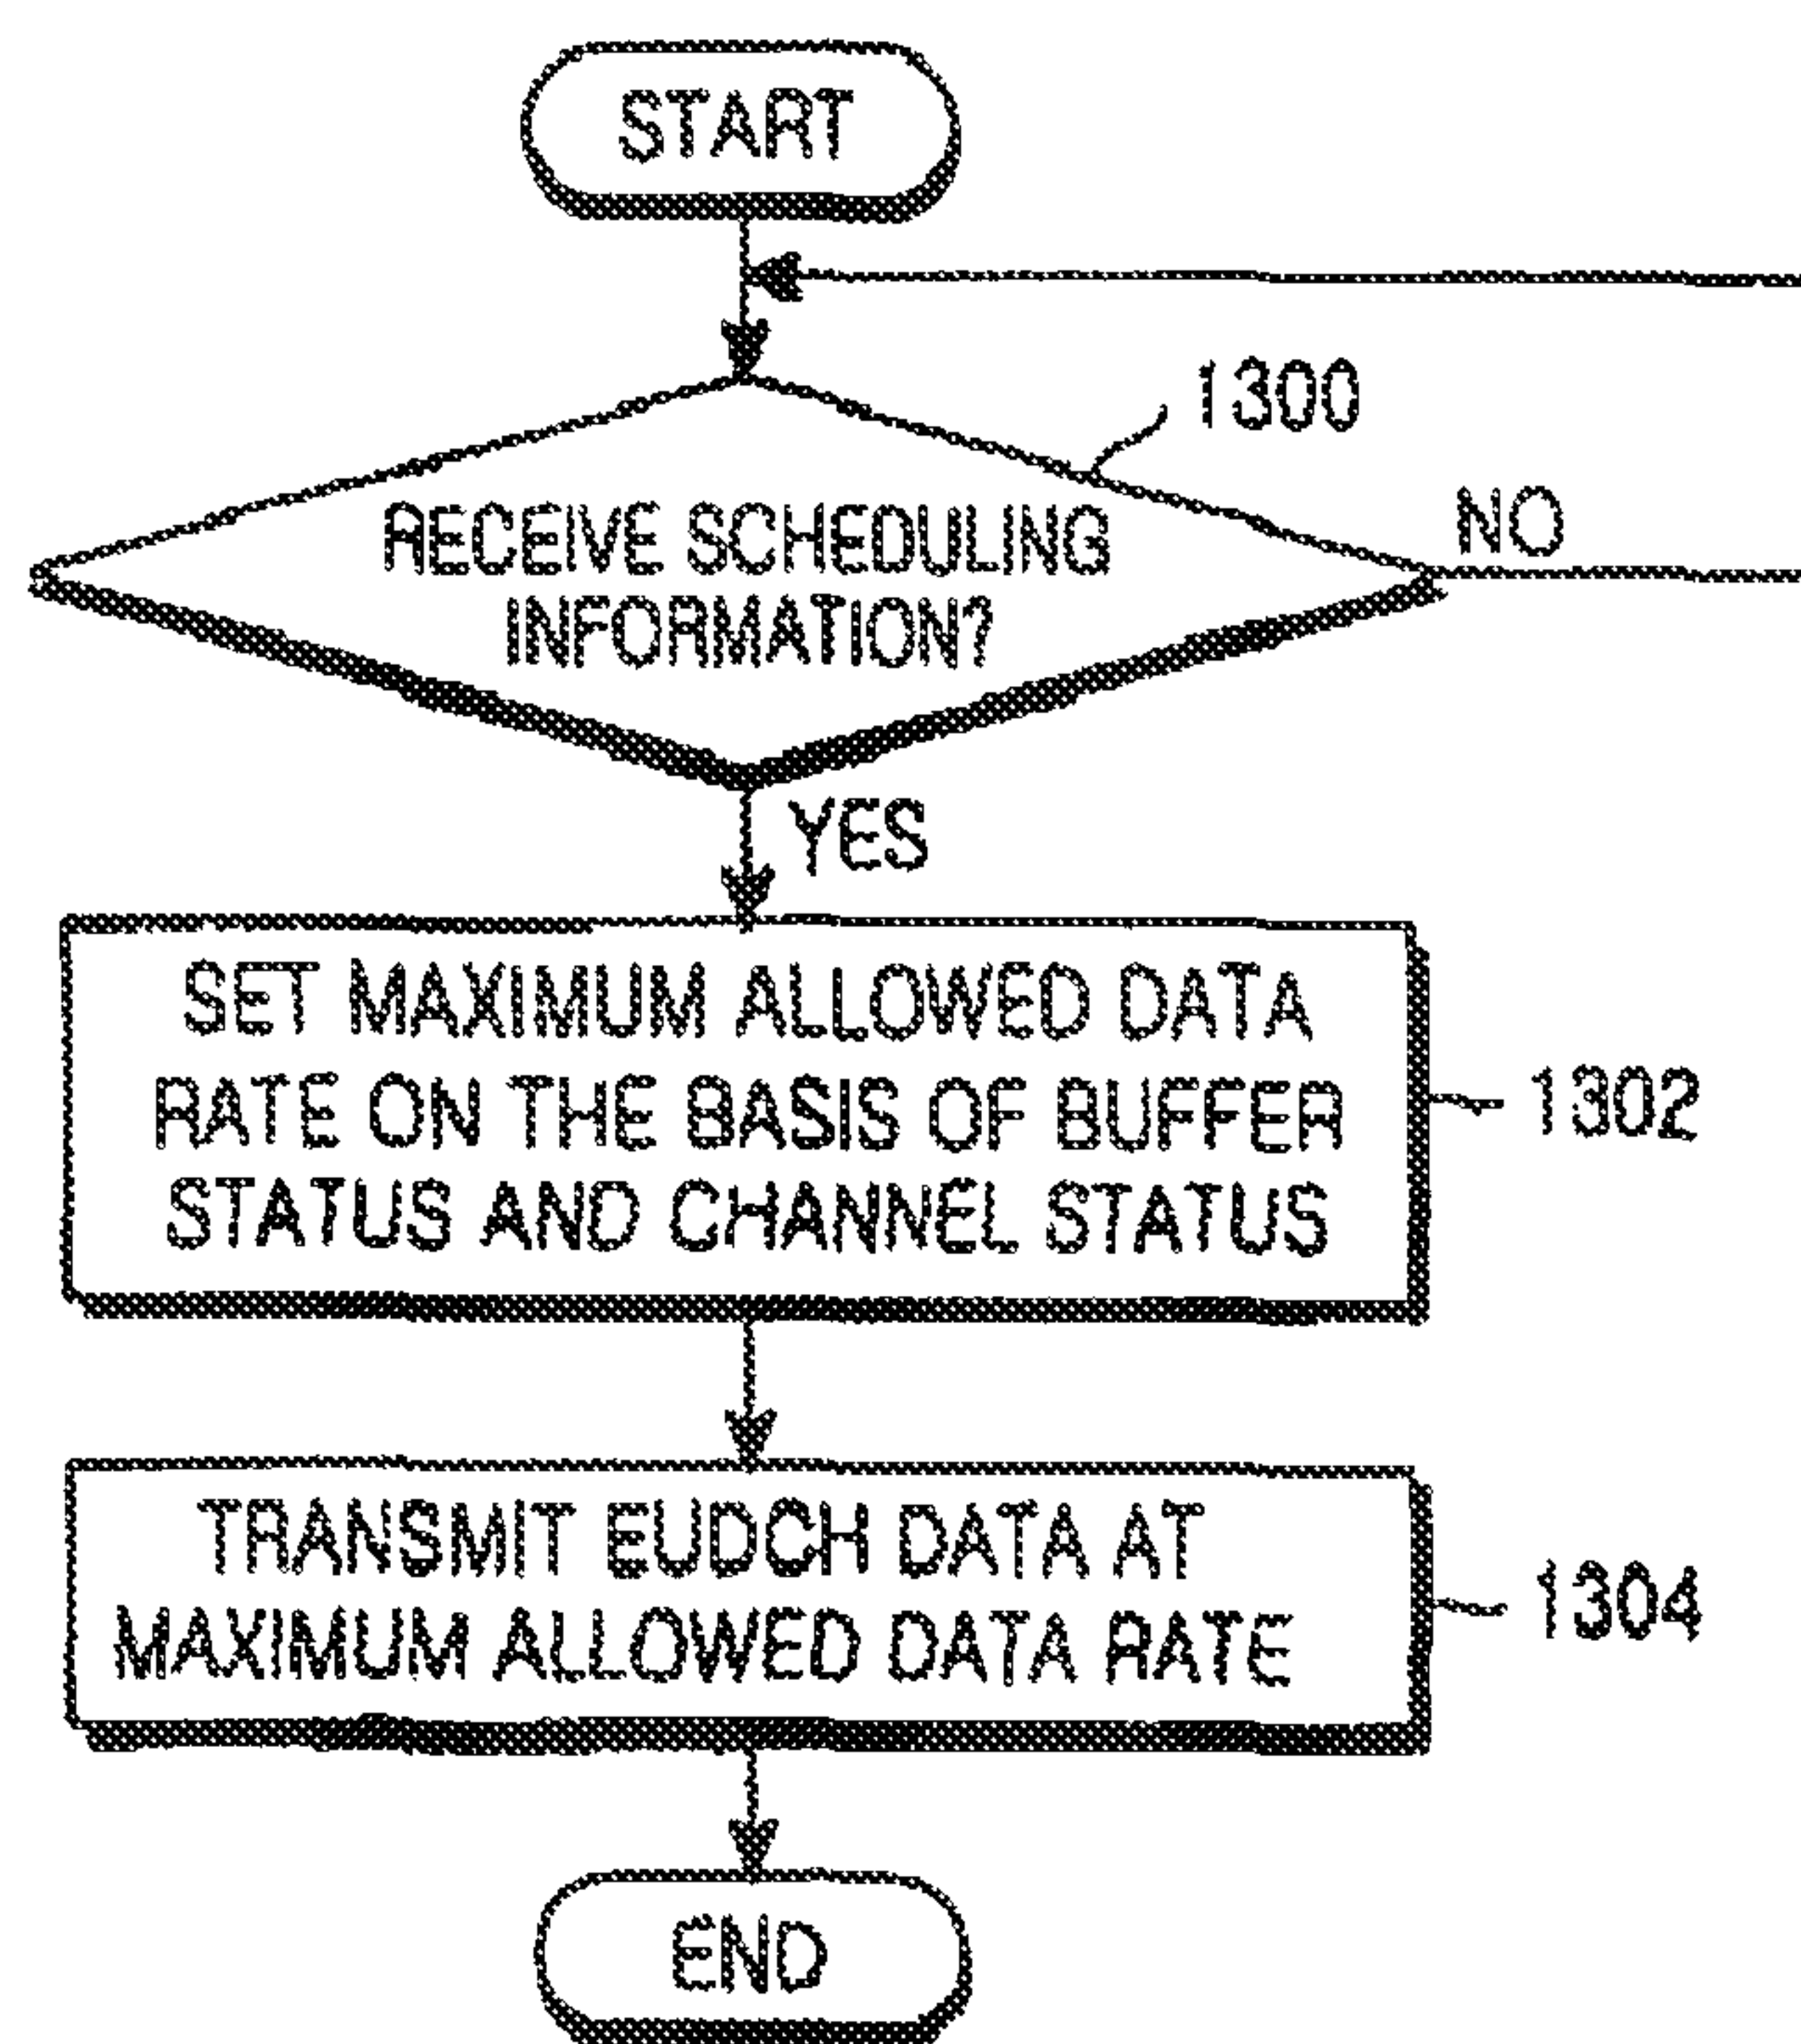 START
1300
RECEIVE SCHEDULING
INFORMATION?
NO
YES
SET MAXIMUM ALLOWED DATA
RATE ON THE BASIS OF BUFFER
STATUS AND CHANNEL STATUS
1302
TRANSMIT EUDCH DATA AT
MAXIMUM ALLOWED DATA RATE
1304
END